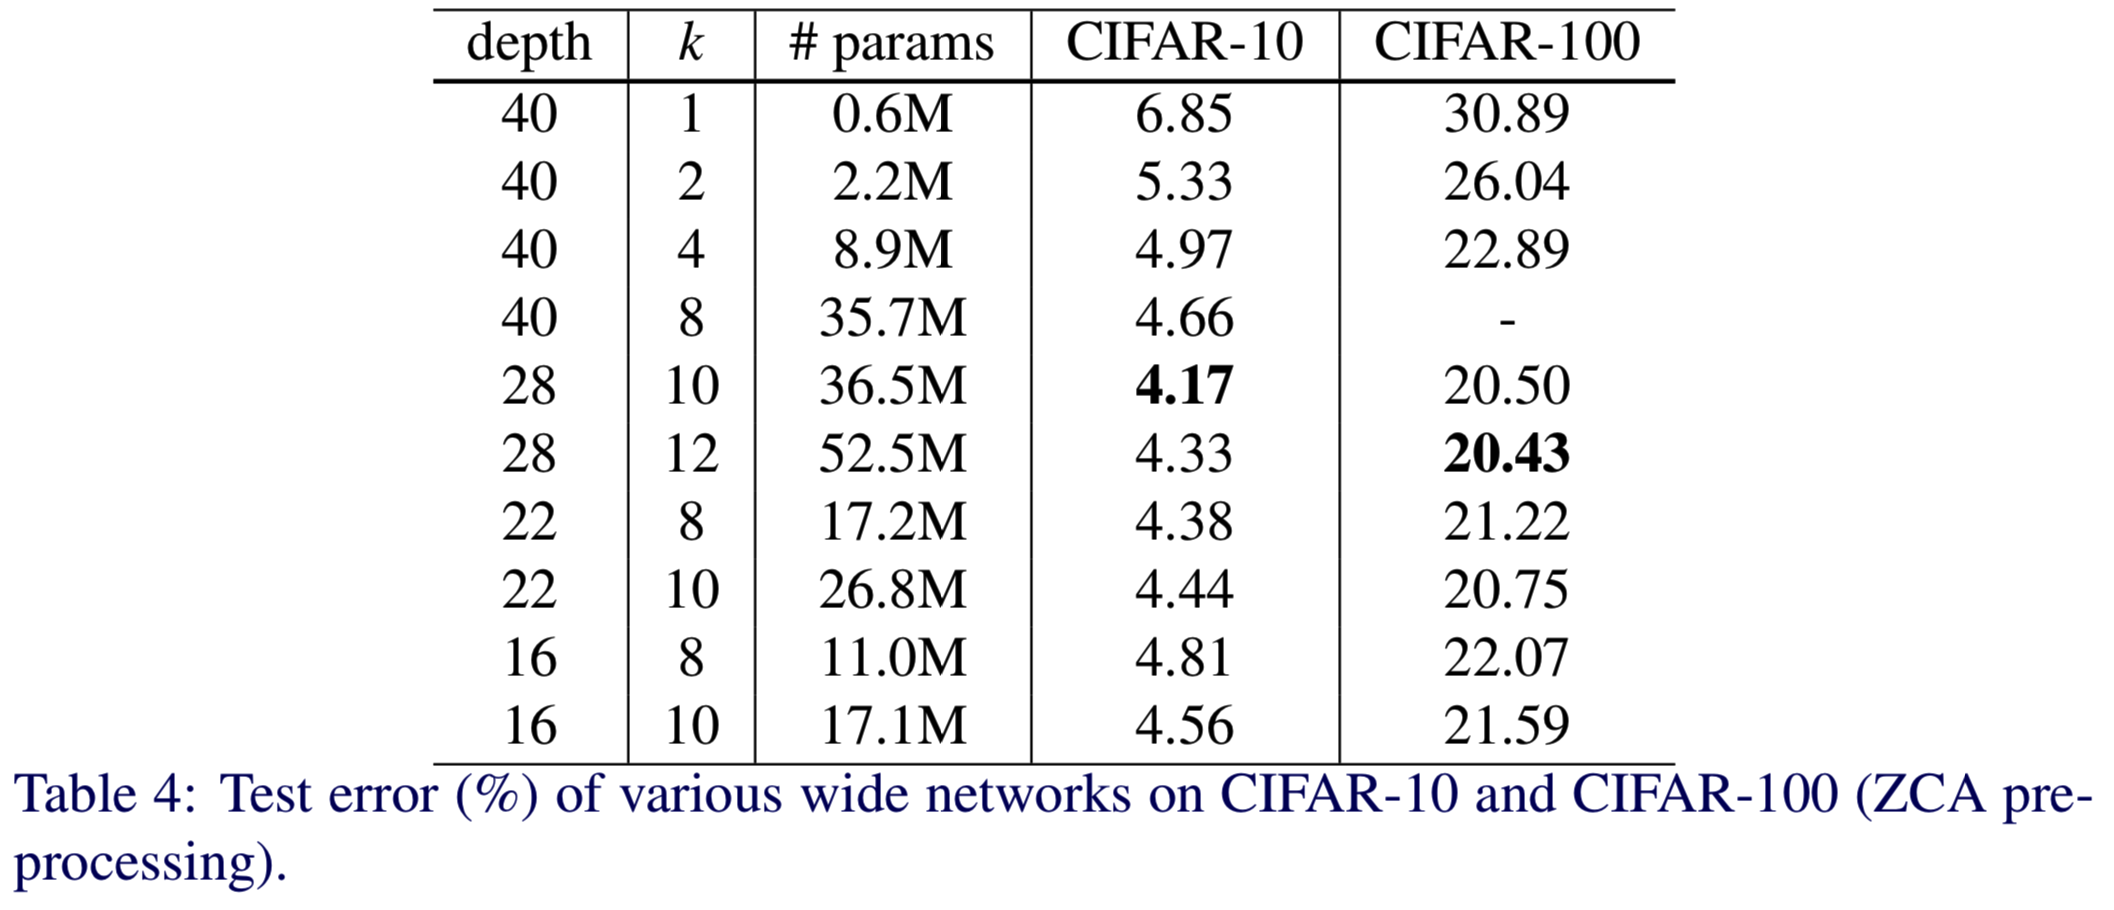 depth k # params CIFAR-10 CIFAR-100
40 1 0.6M 6.85 30.89
40 2 2.2M 5.33 26.04
40 4 8.9M 4.97 22.89
40 8 35.7M 4.66 -
28 10 36.5M 4.17 20.50
28 12 52.5M 4.33 20.43
22 8 17.2M 4.38 21.22
22 10 26.8M 4.44 20.75
16 8 11.0M 4.81 22.07
16 10 17.1M 4.56 21.59
Table 4: Test error (%) of various wide networks on CIFAR-10 and CIFAR-100 (ZCA pre-
processing).